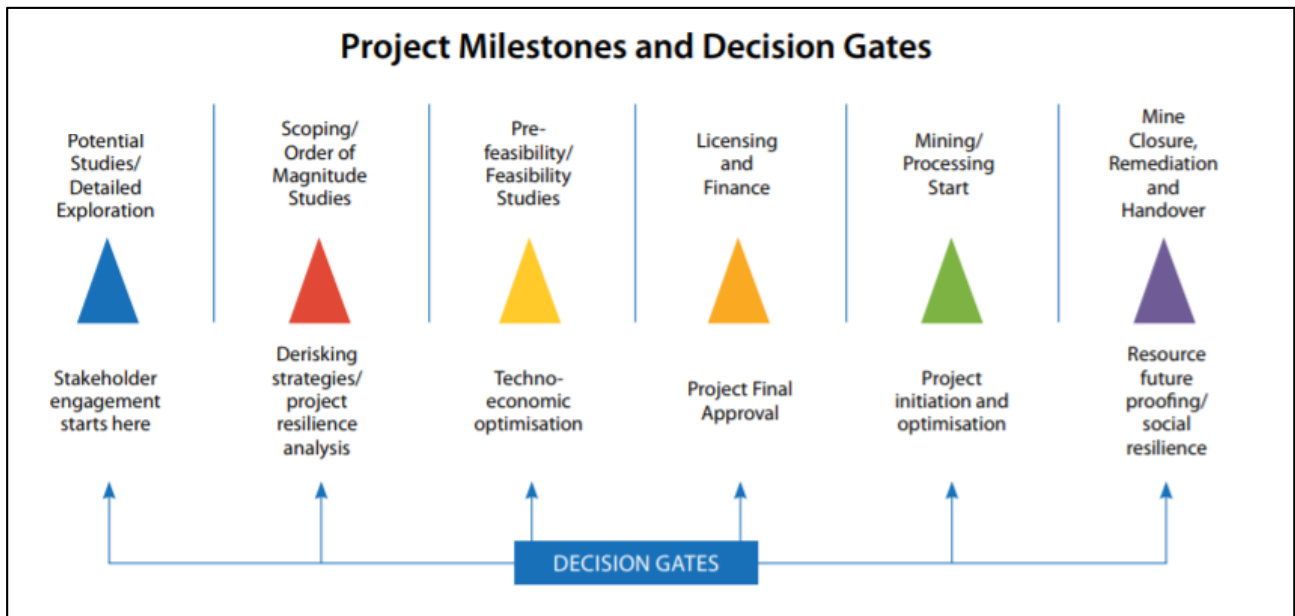 Project Milestones and Decision Gates
Potential
Studies/
Detailed
Exploration
Scoping/
Order of
Magnitude
Studies
Pre-
feasibility/
Feasibility
Studies
Licensing
and
Finance
Mining/
Processing
Start
Mine
Closure,
Remediation
and
Handover
Stakeholder
engagement
starts here
Derisking
strategies/
project
resilience
analysis
Techno-
economic
optimisation
Project Final
Approval
Project
initiation and
optimisation
Resource
future
proofing/
social
resilience
DECISION GATES